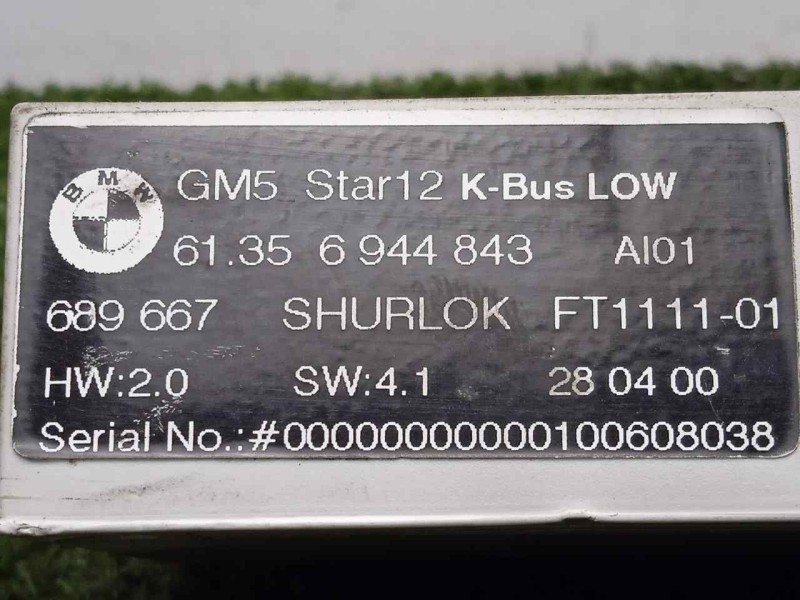 BMW
GM5 Star12 K-Bus LOW
61.35 6 944 843 AI01
689 667 SHURLOK FT1111-01
HW:2.0 SW:4.1 28 04 00
Serial No.:#00000000000100608038